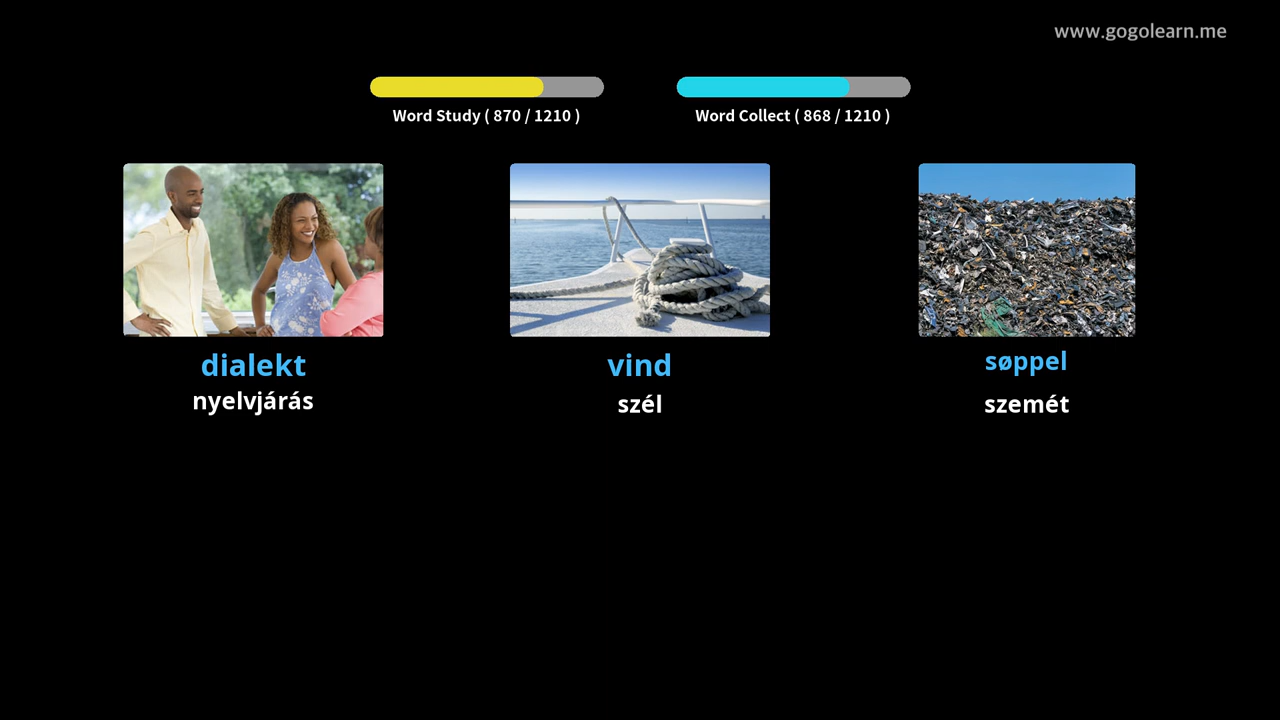 www.gogolearn.me
Word Study ( 870 / 1210 )
Word Collect ( 868 / 1210 )
dialekt
nyelvjárás
vind
szél
søppel
szemét